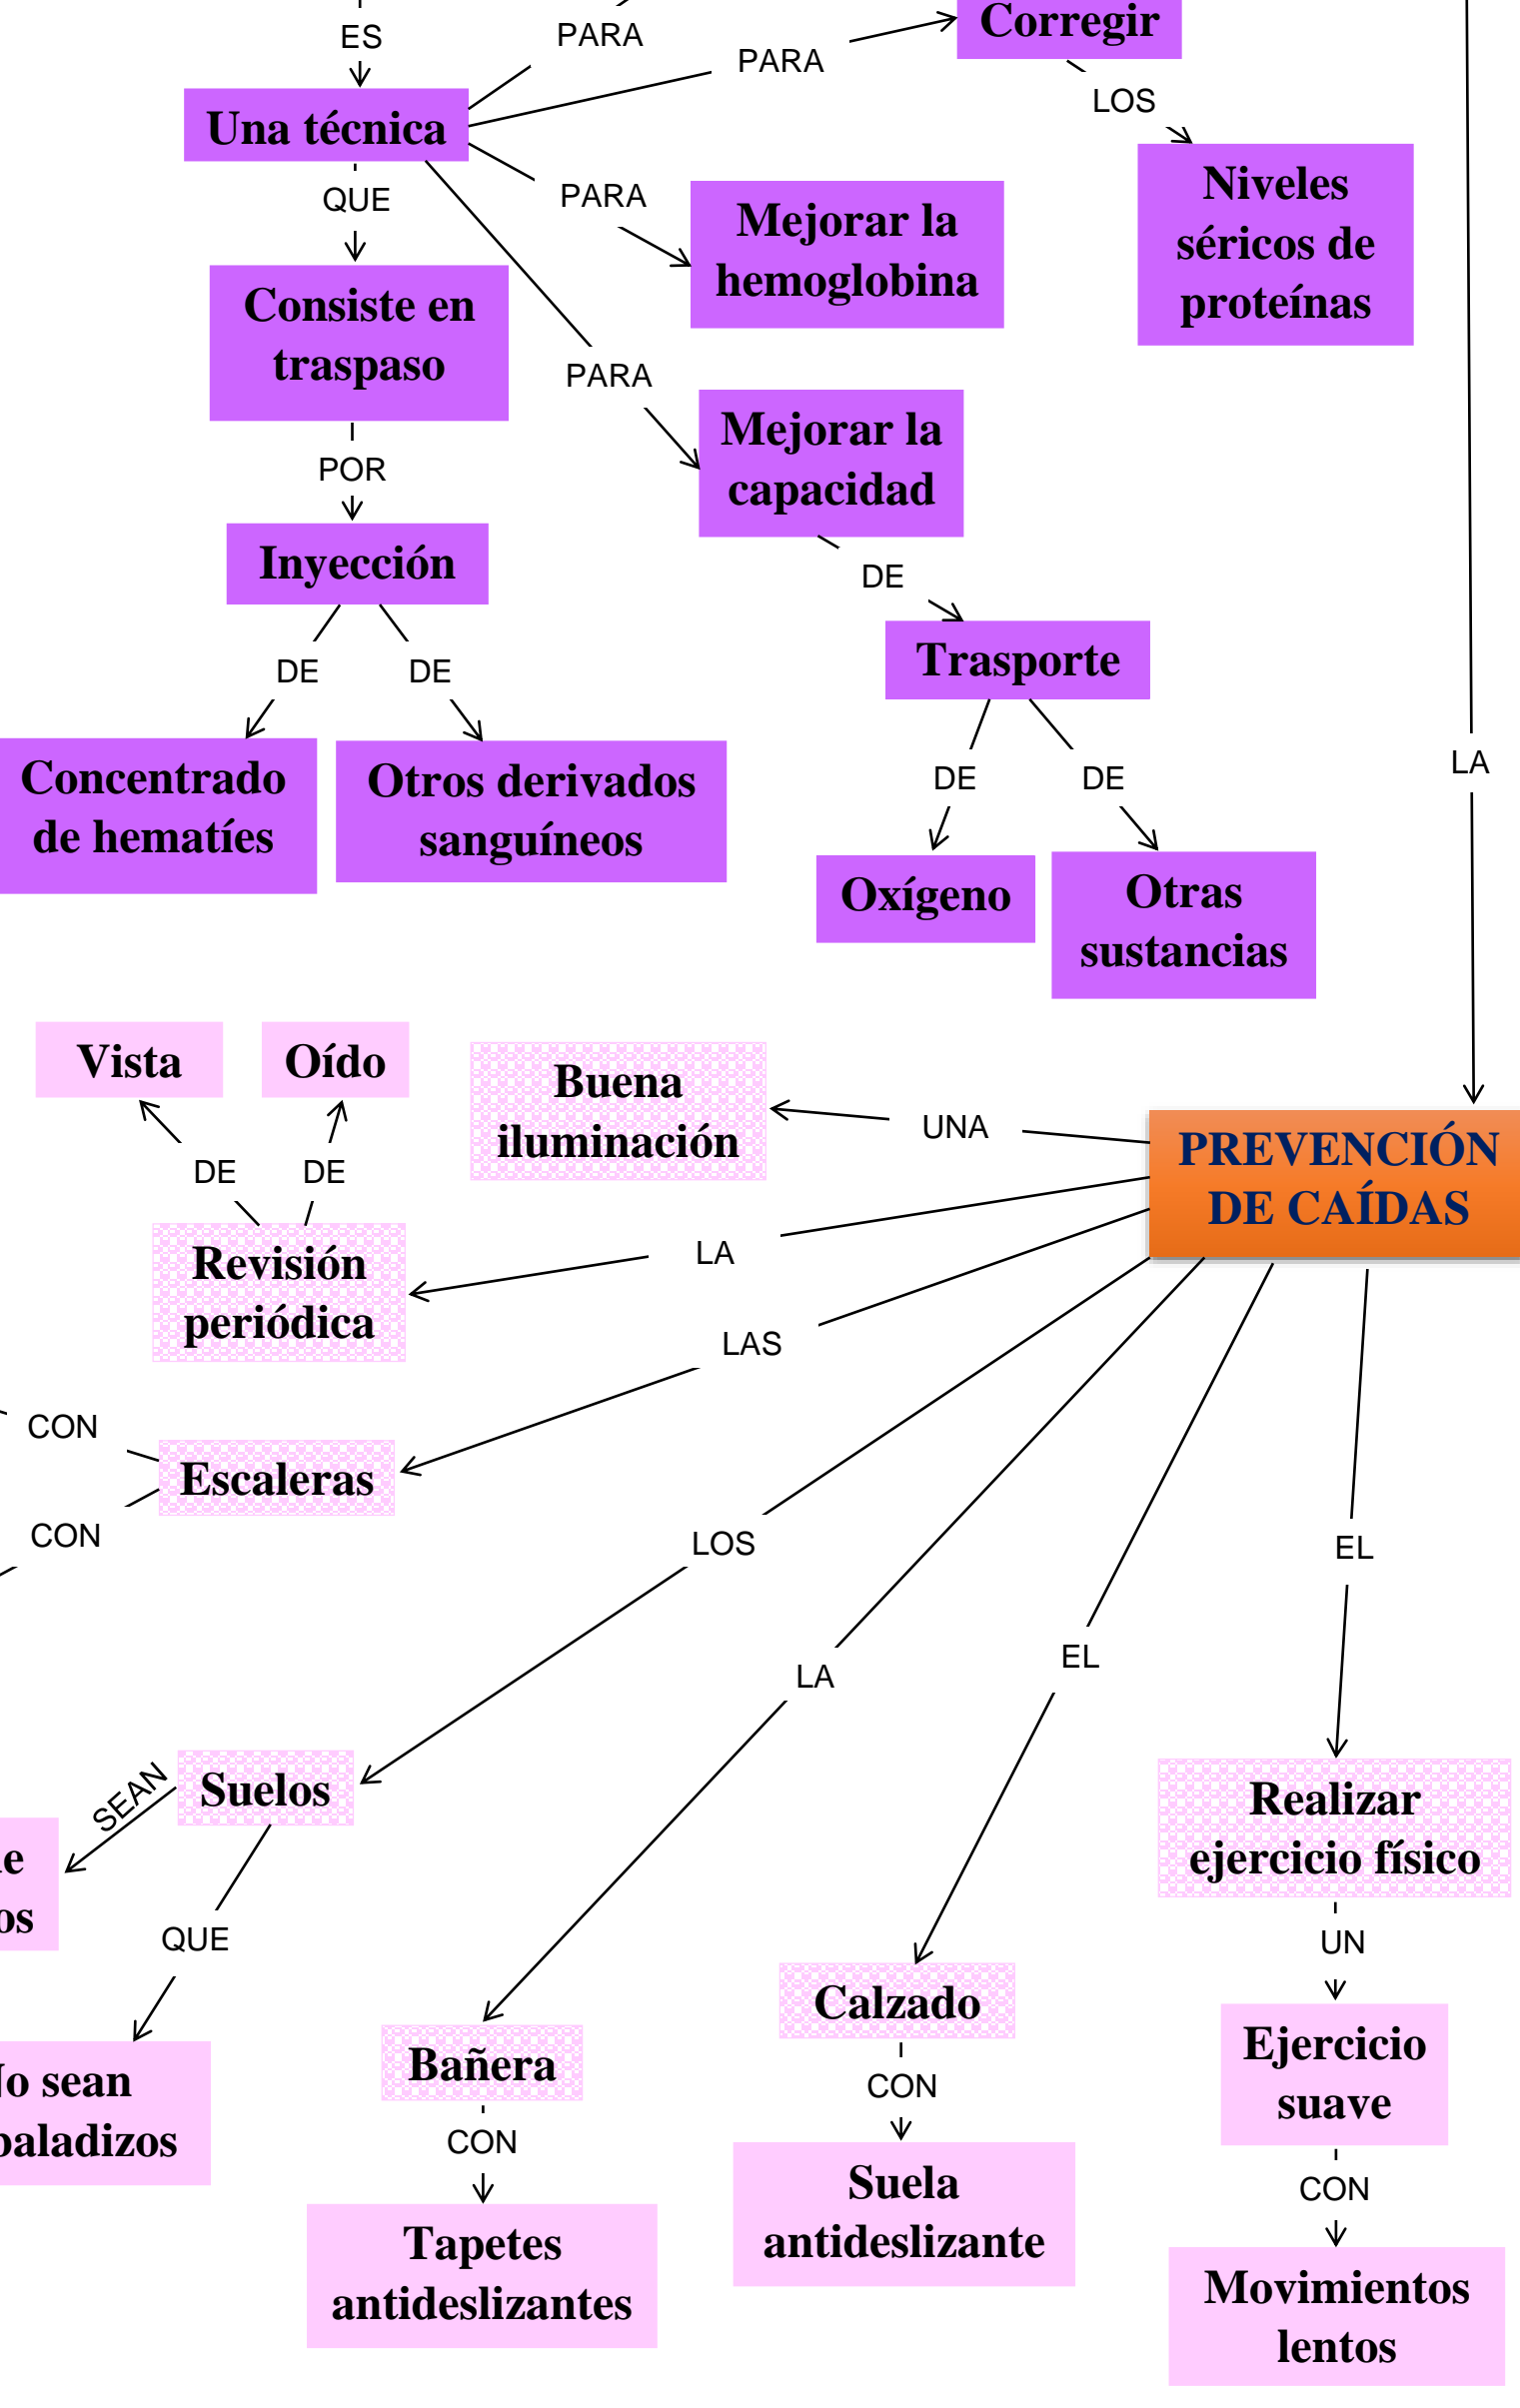 Corregir
ES
PARA
PARA
LOS
Una técnica
QUE
PARA
Mejorar la
hemoglobina
Niveles
séricos de
proteínas
Consiste en
traspaso
PARA
POR
Mejorar la
capacidad
Inyección
DE
DE
DE
Trasporte
Concentrado
de hematíes
Otros derivados
sanguíneos
DE
DE
LA
Oxígeno
Otras
sustancias
Vista
Oído
Buena
iluminación
UNA
PREVENCIÓN
DE CAÍDAS
DE
DE
Revisión
periódica
LA
LAS
CON
Escaleras
CON
LOS
EL
LA
EL
SEAN
Suelos
Realizar
ejercicio físico
QUE
UN
Calzado
Ejercicio
suave
sean
Bañera
CON
CON
CON
Suela
antideslizante
Tapetes
antideslizantes
Movimientos
lentos